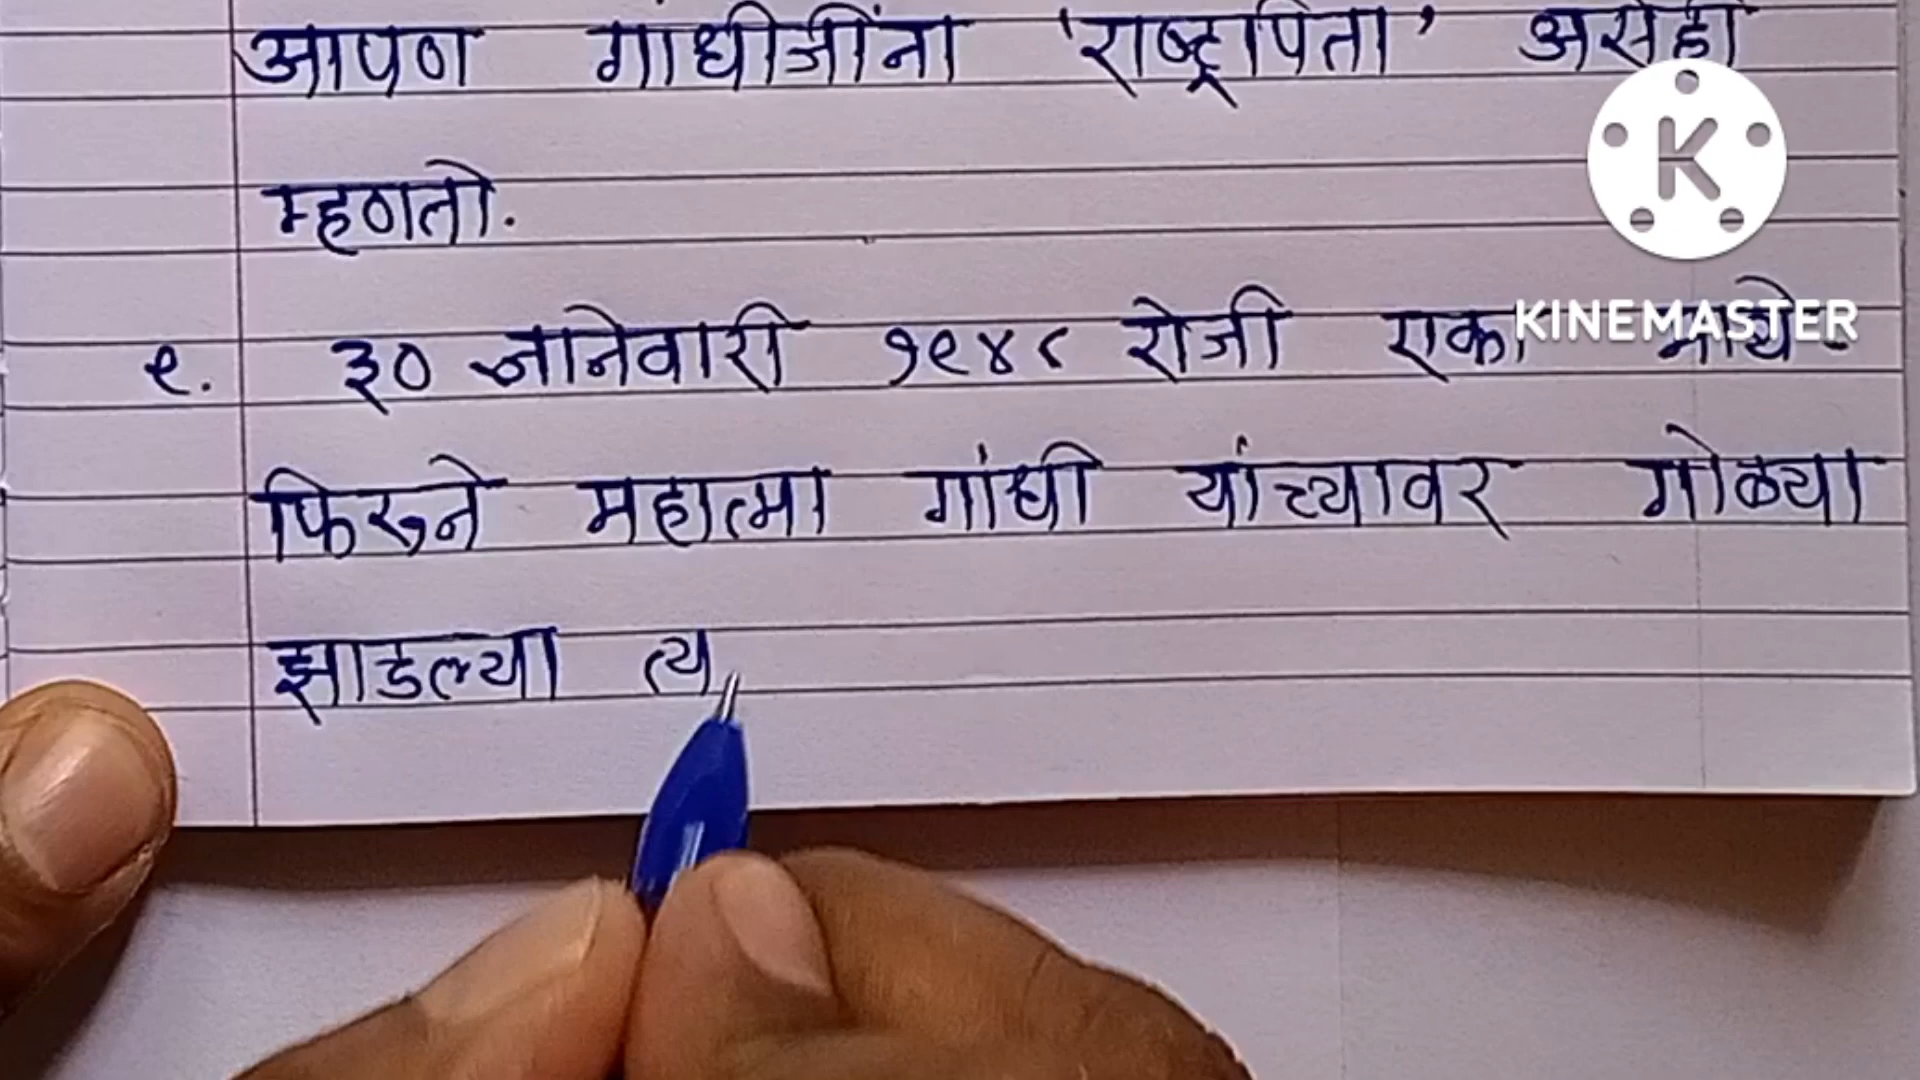 आपण गांधीजींना 'राष्ट्रपिता' असेही
म्हणतो.
KINEMASTER
९. ३० जानेवारी १९४८ रोजी एका माथे-
फिरूने महात्मा गांधी यांच्यावर गोळ्या
झाडल्या त्य